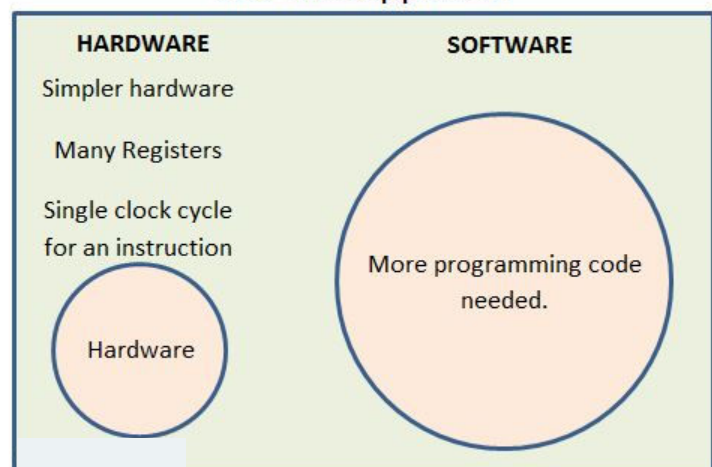 HARDWARE
Simpler hardware
Many Registers
Single clock cycle
for an instruction
Hardware
SOFTWARE
More programming code
needed.